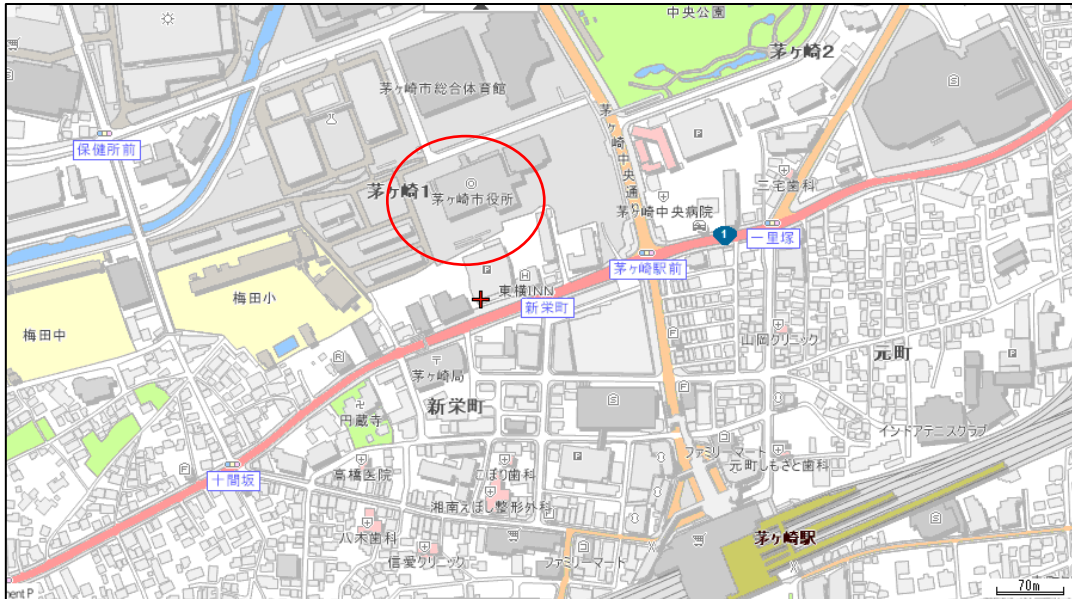 中央公園
茅ヶ崎2
茅ヶ崎市総合体育館
茅ヶ崎中央通り
保健所前
P
三宅歯科
茅ヶ崎1
茅ヶ崎市役所
茅ヶ崎中央病院
1
一里塚
茅ヶ崎駅前
P
H
東横INN
新栄町
梅田小
梅田中
山岡クリニック
元町
R
茅ヶ崎局
F
P
新栄町
円蔵寺
インドアテニスクラブ
F
ファミリーマート
元町しもさと歯科
高橋医院
こぼり歯科
P
F
十間坂
湘南えぼし整形外科
八木歯科
信愛クリニック
ファミリーマート
茅ヶ崎駅
ment P
70m